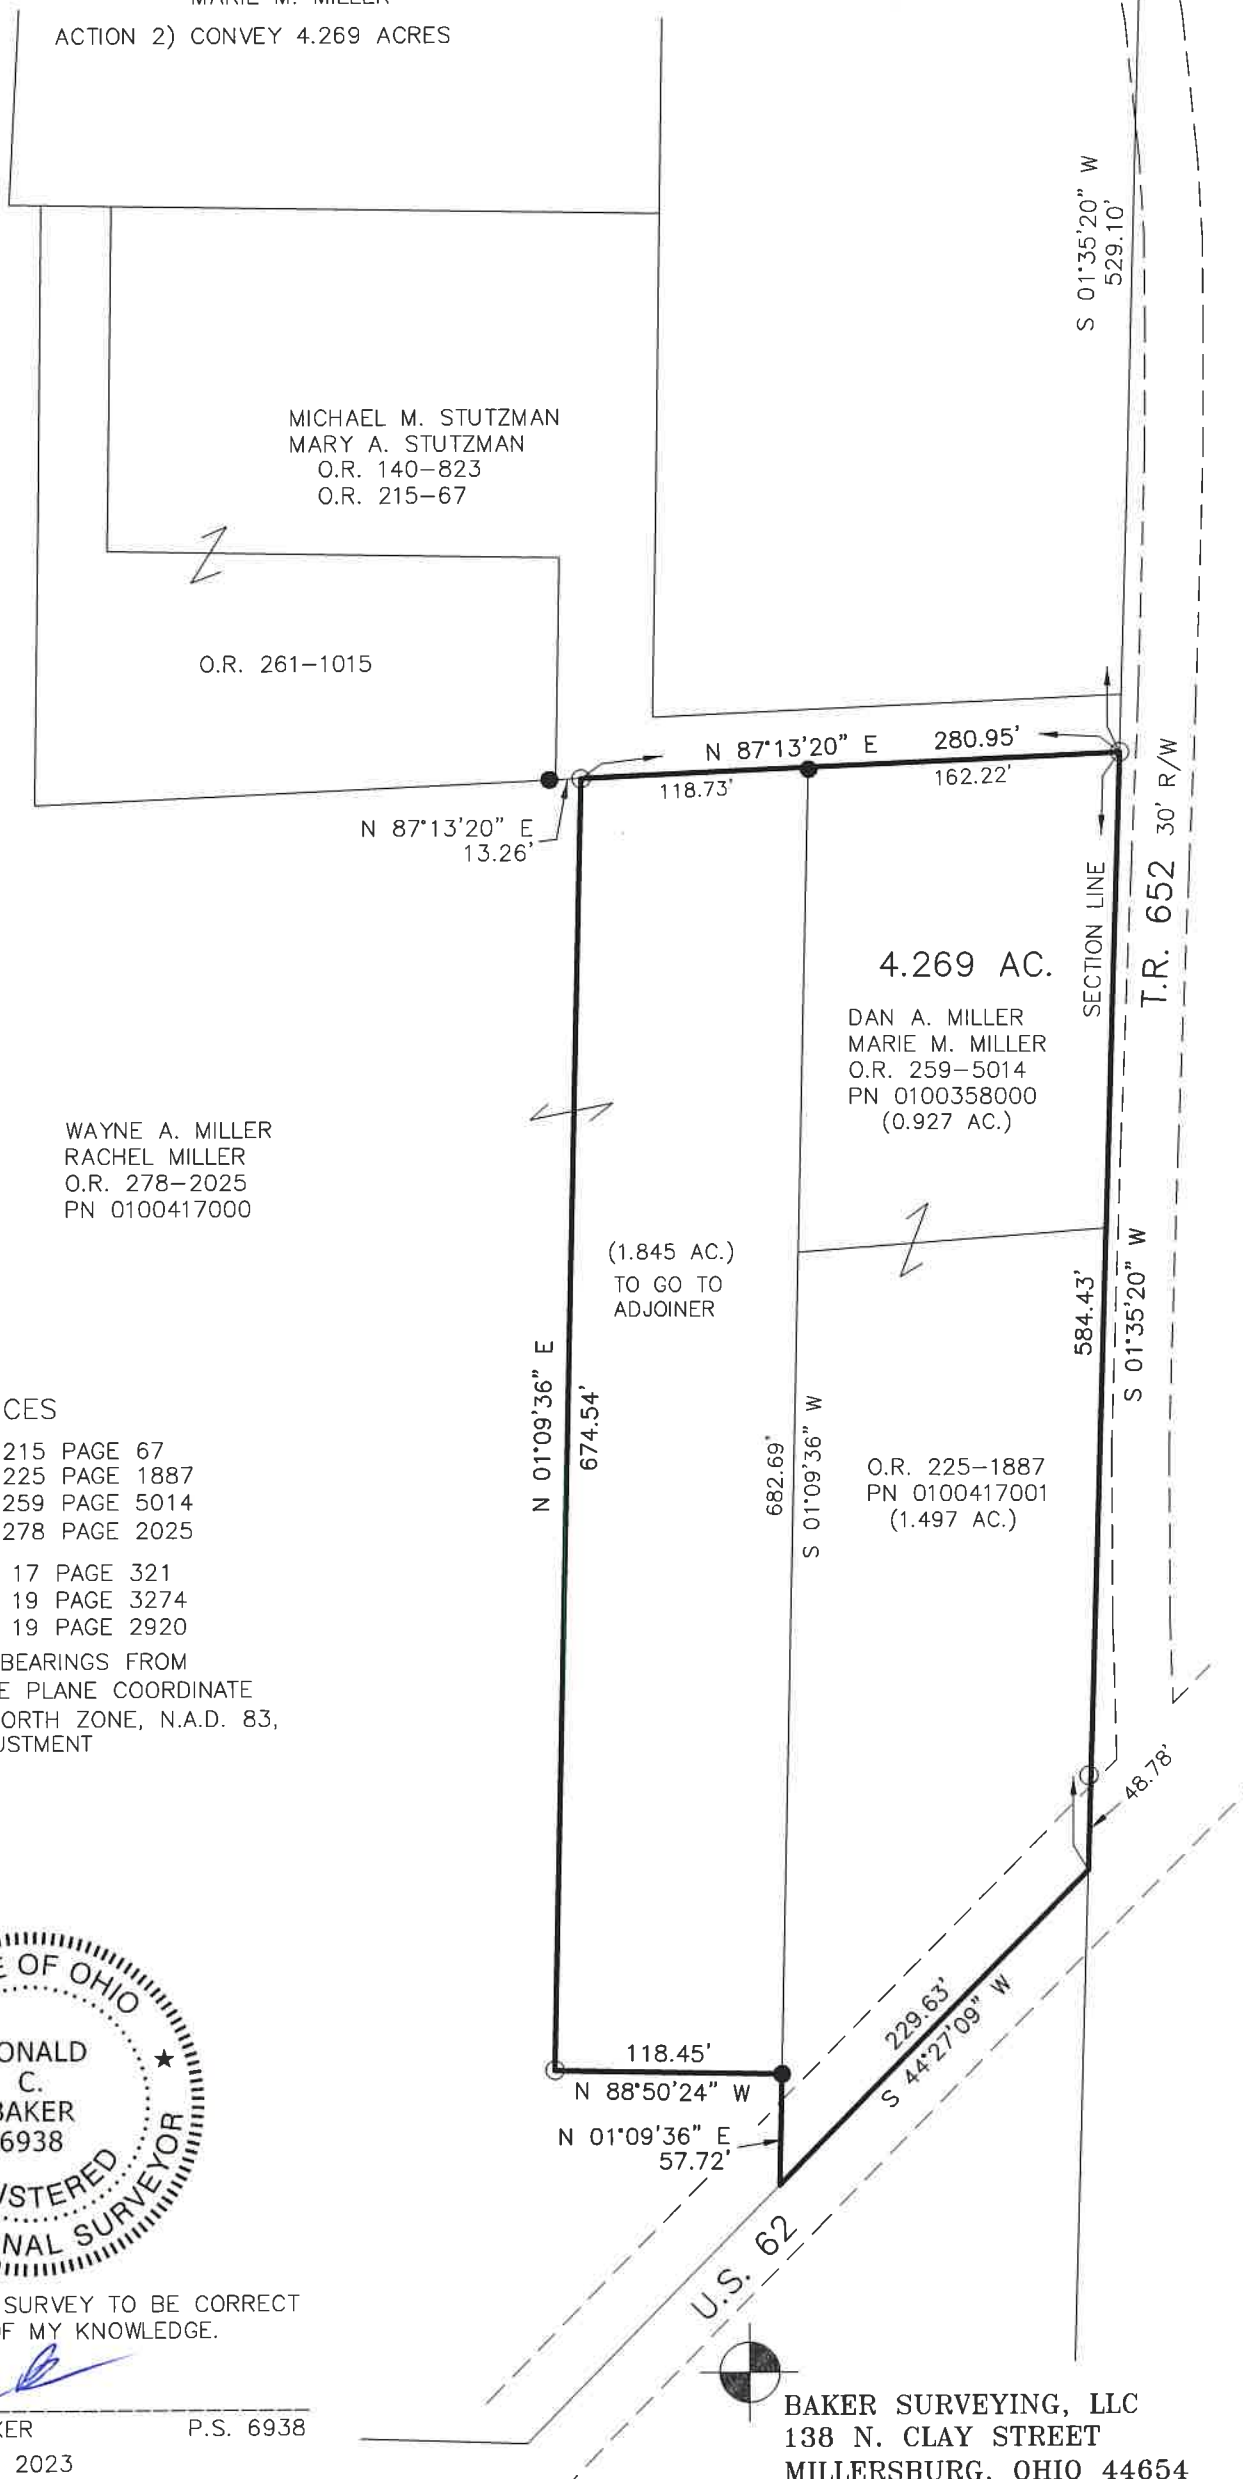 MARIE M. MILLER
ACTION 2) CONVEY 4.269 ACRES
S 01°35'20" W
529.10'
MICHAEL M. STUTZMAN
MARY A. STUTZMAN
O.R. 140-823
O.R. 215-67
O.R. 261-1015
N 87°13'20" E 280.95'
118.73'
162.22'
N 87°13'20" E
13.26'
T.R. 652 30' R/W
SECTION LINE
4.269 AC.
DAN A. MILLER
MARIE M. MILLER
O.R. 259-5014
PN 0100358000
(0.927 AC.)
WAYNE A. MILLER
RACHEL MILLER
O.R. 278-2025
PN 0100417000
(1.845 AC.)
TO GO TO
ADJOINER
N 01°09'36" E
674.54'
682.69'
S 01°09'36" W
584.43'
S 01°35'20" W
O.R. 225-1887
PN 0100417001
(1.497 AC.)
CES
215 PAGE 67
225 PAGE 1887
259 PAGE 5014
278 PAGE 2025
17 PAGE 321
19 PAGE 3274
19 PAGE 2920
BEARINGS FROM
E PLANE COORDINATE
ORTH ZONE, N.A.D. 83,
USTMENT
48.78'
229.63'
S 44°27'09" W
118.45'
N 88°50'24" W
N 01°09'36" E
57.72'
U.S. 62
E OF OHIO
ONALD
C.
BAKER
6938
ISTERED
NAL SURVEYOR
SURVEY TO BE CORRECT
OF MY KNOWLEDGE.
KER P.S. 6938
2023
BAKER SURVEYING, LLC
138 N. CLAY STREET
MILLERSBURG, OHIO 44654